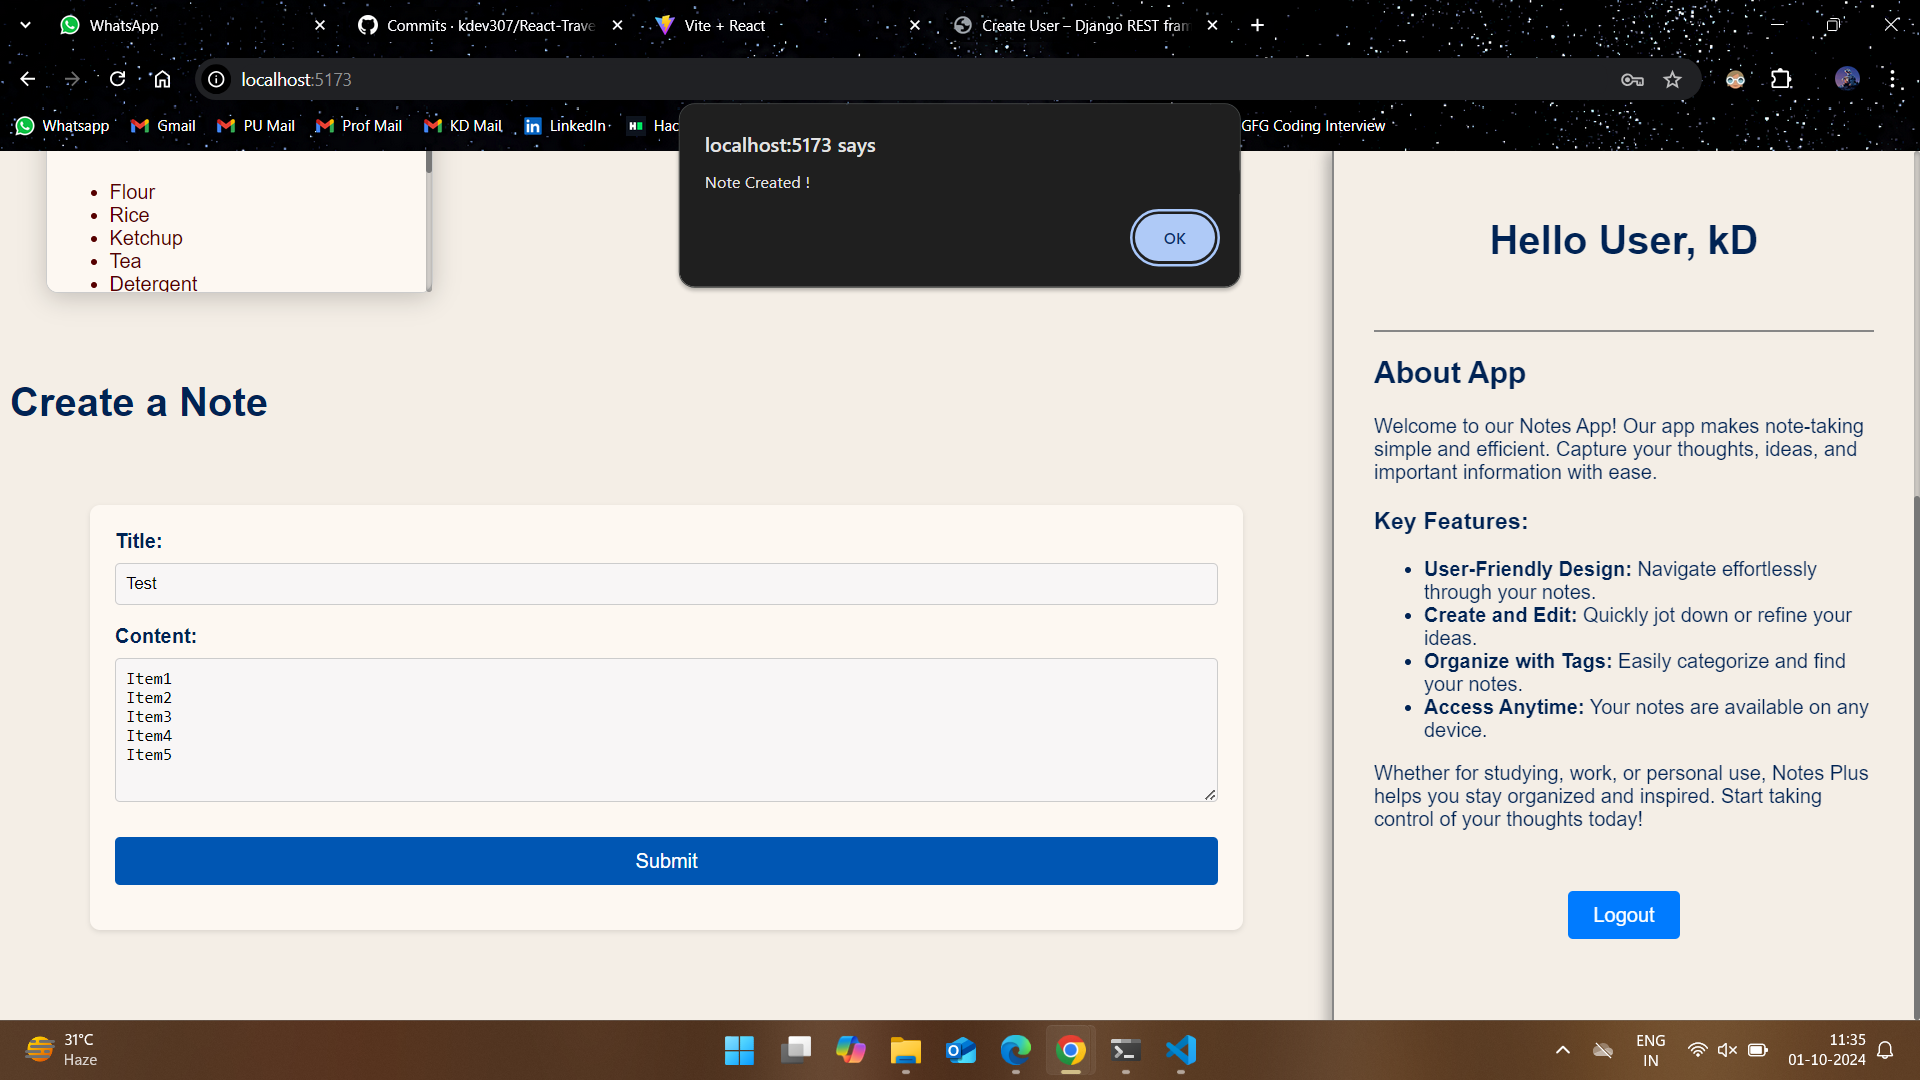 WhatsApp
Commits · kdev307/React-Trave
Vite + React
Create User – Django REST fram
localhost:5173
Whatsapp
Gmail
PU Mail
Prof Mail
KD Mail
LinkedIn
Hac
GFG Coding Interview
localhost:5173 says
Note Created !
OK
Flour
Rice
Ketchup
Tea
Detergent
Create a Note
Title:
Test
Content:
Item1
Item2
Item3
Item4
Item5
Submit
Hello User, kD
About App
Welcome to our Notes App! Our app makes note-taking
simple and efficient. Capture your thoughts, ideas, and
important information with ease.
Key Features:
User-Friendly Design: Navigate effortlessly
through your notes.
Create and Edit: Quickly jot down or refine your
ideas.
Organize with Tags: Easily categorize and find
your notes.
Access Anytime: Your notes are available on any
device.
Whether for studying, work, or personal use, Notes Plus
helps you stay organized and inspired. Start taking
control of your thoughts today!
Logout
31°C
Haze
ENG
IN
11:35
01-10-2024